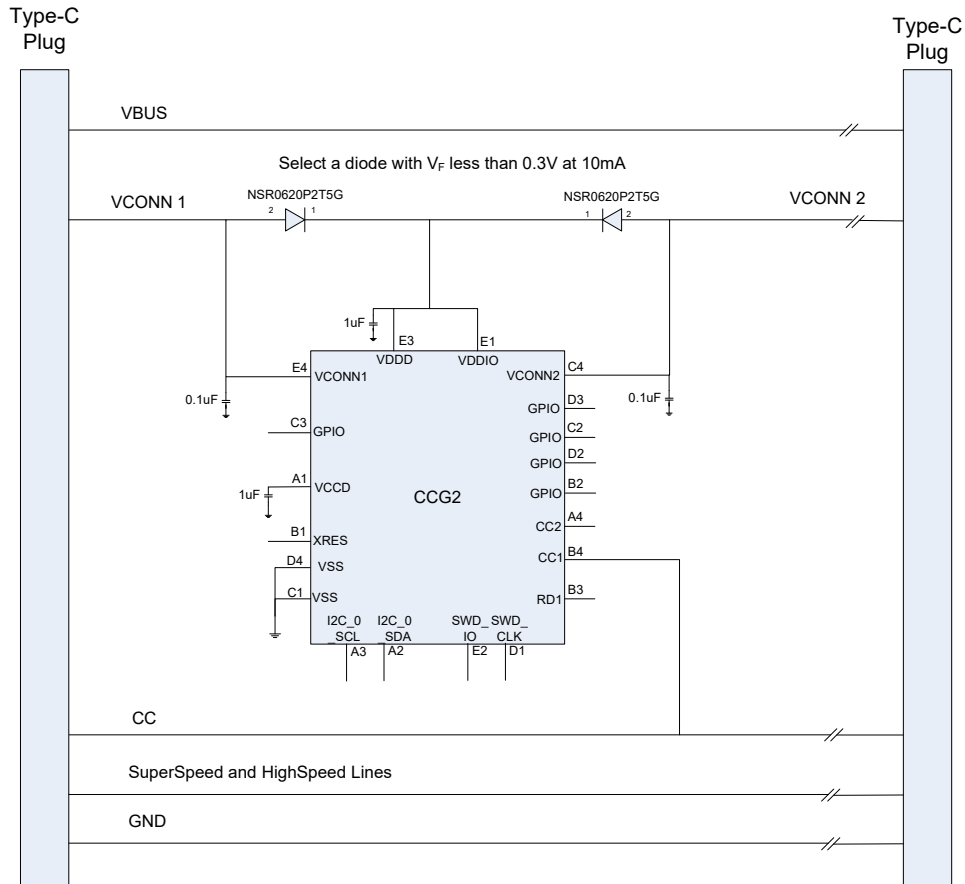 Type-C
Plug
Type-C
Plug
VBUS
Select a diode with VF less than 0.3V at 10mA
VCONN 1
NSR0620P2T5G
2 1
NSR0620P2T5G
1 2
VCONN 2
1uF
E3
E1
VDDD
VDDIO
E4
VCONN1
VCONN2
C4
0.1uF
0.1uF
D3
GPIO
C3
GPIO
C2
GPIO
D2
GPIO
B2
GPIO
A1
VCCD
1uF
CCG2
A4
CC2
B1
XRES
B4
CC1
D4
VSS
C1
VSS
B3
RD1
I2C_0
_SCL
A3
I2C_0
_SDA
A2
SWD_
IO
E2
SWD_
CLK
D1
CC
SuperSpeed and HighSpeed Lines
GND